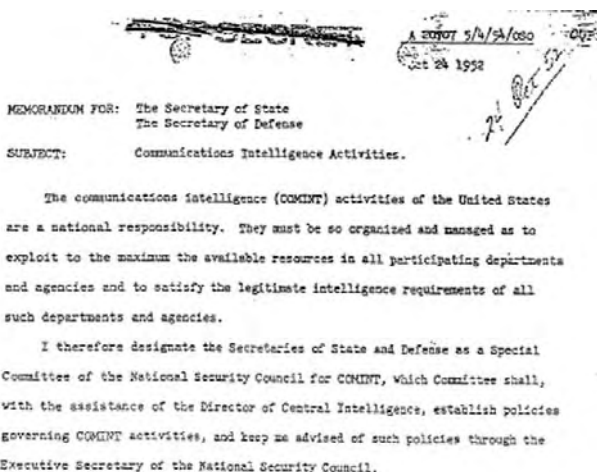 A 20707 5/4/54/OSO
Oct 24 1952
24 Oct 52
MEMORANDUM FOR: The Secretary of State
The Secretary of Defense
SUBJECT: Communications Intelligence Activities.
The communications intelligence (COMINT) activities of the United States
are a national responsibility. They must be so organized and managed as to
exploit to the maximum the available resources in all participating departments
and agencies and to satisfy the legitimate intelligence requirements of all
such departments and agencies.
I therefore designate the Secretaries of State and Defense as a Special
Committee of the National Security Council for COMINT, which Committee shall,
with the assistance of the Director of Central Intelligence, establish policies
governing COMINT activities, and keep me advised of such policies through the
Executive Secretary of the National Security Council.